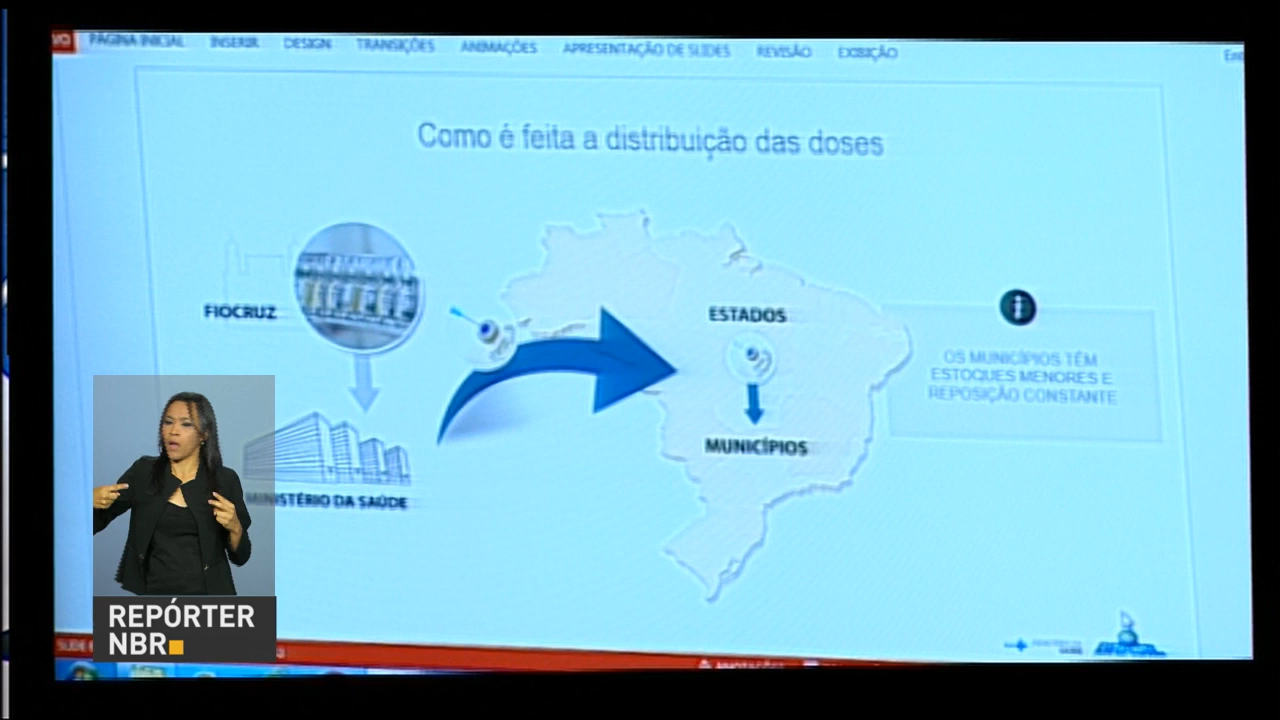 PÁGINA INICIAL INSERIR DESIGN TRANSIÇÕES ANIMAÇÕES APRESENTAÇÃO DE SLIDES REVISÃO EXIBIÇÃO
Como é feita a distribuição das doses
FIOCRUZ
ESTADOS
OS MUNICÍPIOS TÊM
ESTOQUES MENORES E
REPOSIÇÃO CONSTANTE
MUNICÍPIOS
MINISTÉRIO DA SAÚDE
REPÓRTER
NBR
ANOTAÇÕES